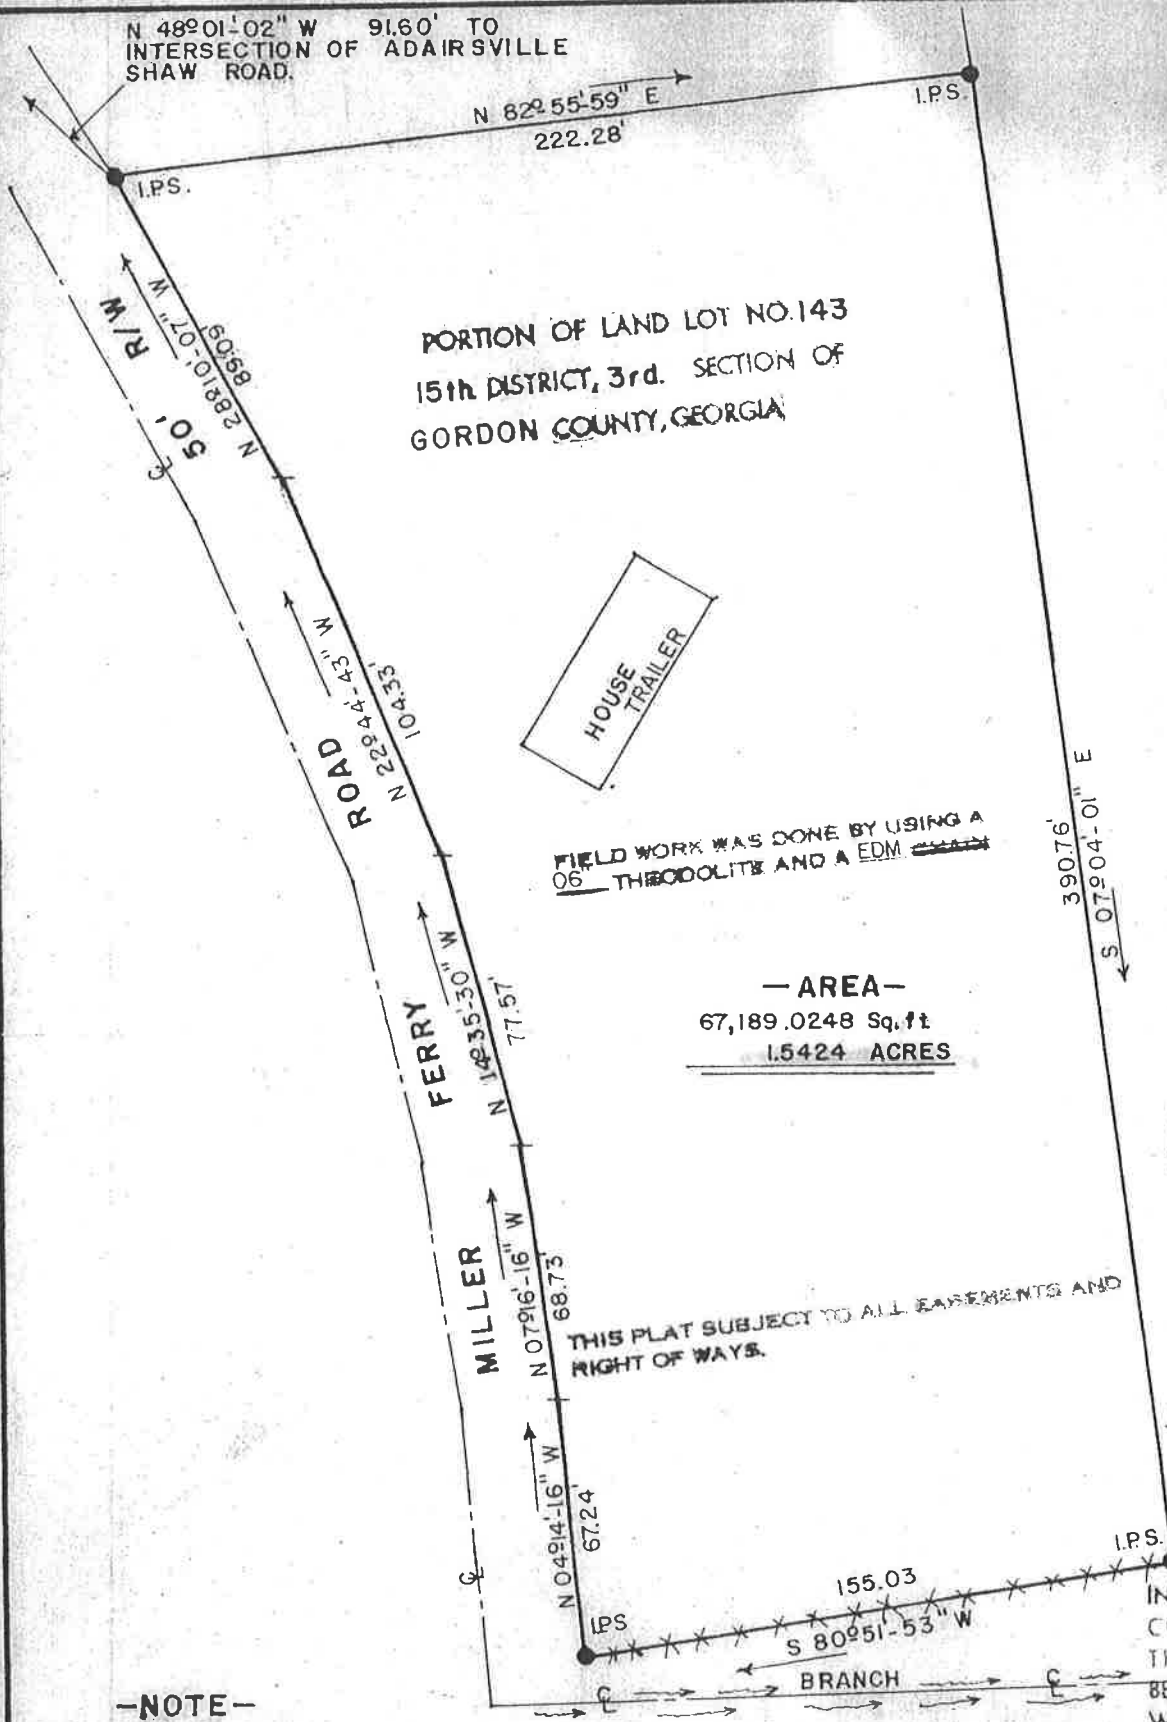 N 48º01'-02" W 91.60' TO
INTERSECTION OF ADAIRSVILLE
SHAW ROAD.
N 82º55'-59" E
222.28'
I.P.S.
I.P.S.
PORTION OF LAND LOT NO.143
15th DISTRICT, 3rd. SECTION OF
GORDON COUNTY, GEORGIA
50' R/W
N 28º10'-07" W
89.09'
HOUSE
TRAILER
ROAD
N 22º44'-43" W
104.33'
FIELD WORK WAS DONE BY USING A
06" THEODOLITE AND A EDM CHAIN
390.76'
S 07º04'-01" E
—AREA—
67,189.0248 Sq.ft
1.5424 ACRES
FERRY
N 14º35'-30" W
77.57'
MILLER
N 07º16'-16" W
68.73'
THIS PLAT SUBJECT TO ALL EASEMENTS AND
RIGHT OF WAYS.
N 04º14'-16" W
67.24'
I.P.S.
155.03
I.P.S
S 80º51'-53" W
BRANCH
-NOTE-